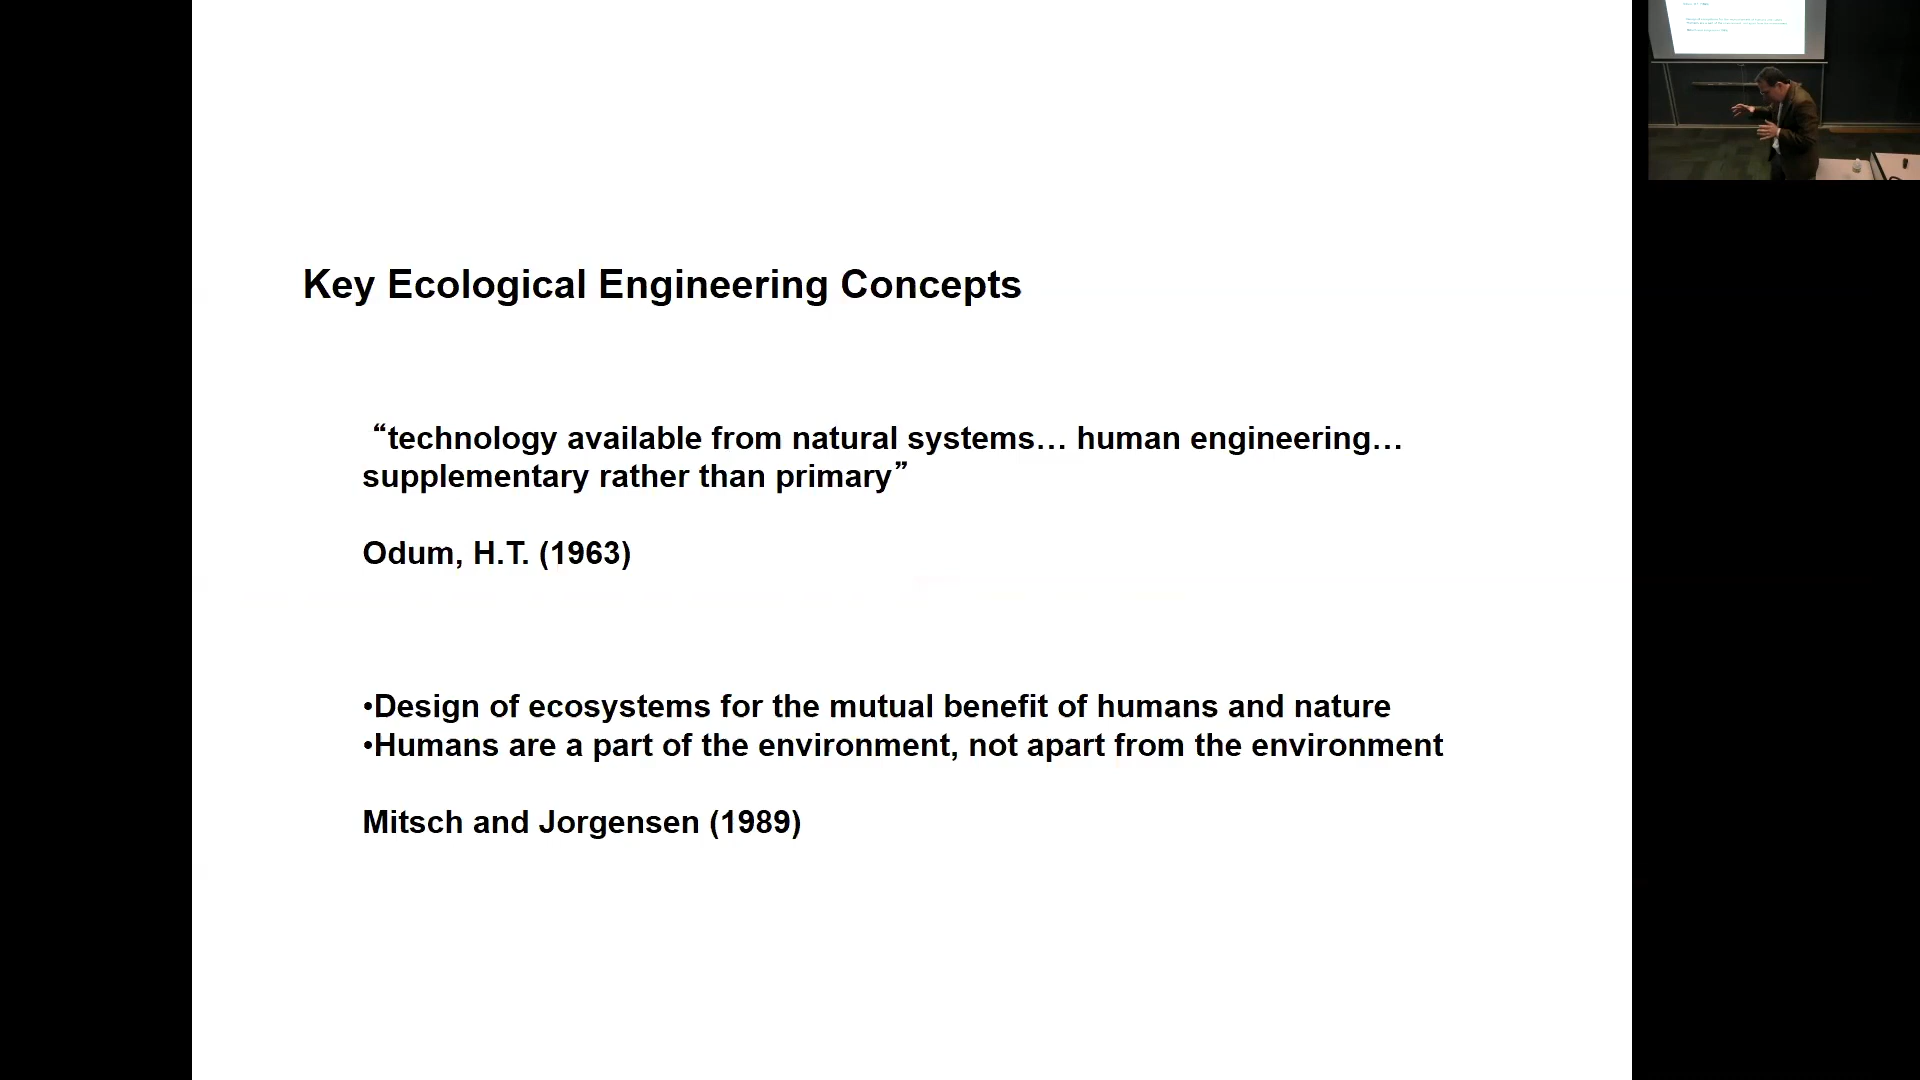 Key Ecological Engineering Concepts
“technology available from natural systems… human engineering…
supplementary rather than primary”
Odum, H.T. (1963)
•Design of ecosystems for the mutual benefit of humans and nature
•Humans are a part of the environment, not apart from the environment
Mitsch and Jorgensen (1989)